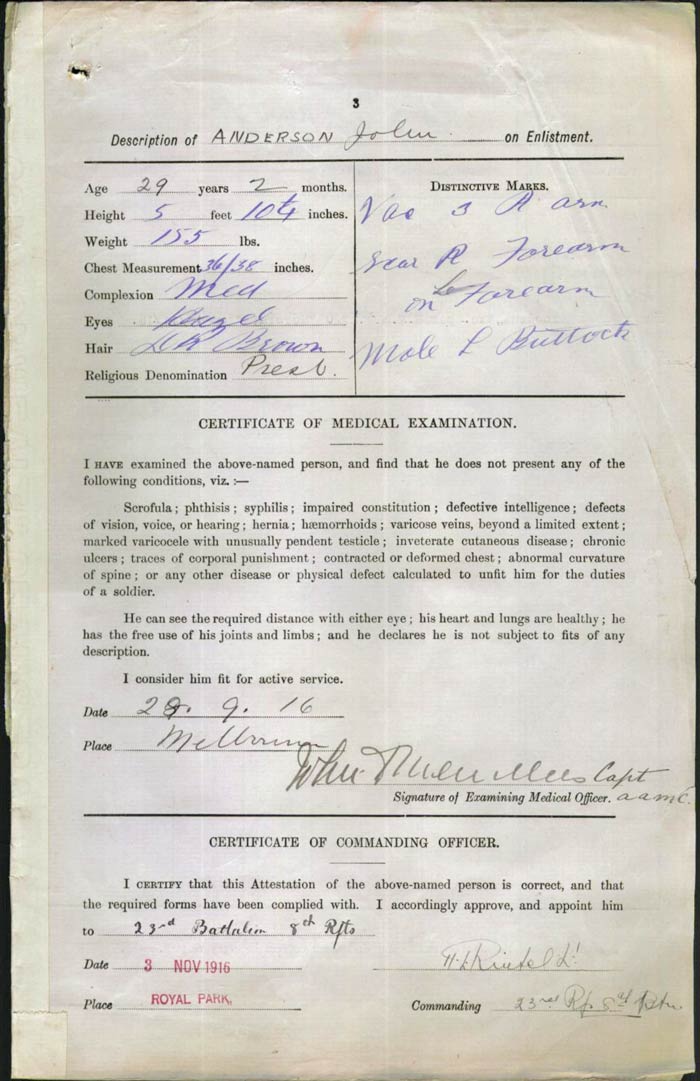 3
Description of ANDERSON John on Enlistment.
Age 29 years 2 months.
Height 5 feet 10¼ inches.
Weight 155 lbs.
Chest Measurement 36/38 inches.
Complexion Med
Eyes Hazel
Hair Dk Brown
Religious Denomination Presb.
DISTINCTIVE MARKS.
Vac 3 R arm
Scar R Forearm
on L Forearm
Mole L Buttock
CERTIFICATE OF MEDICAL EXAMINATION.
I HAVE examined the above-named person, and find that he does not present any of the
following conditions, viz. :—
Scrofula ; phthisis ; syphilis ; impaired constitution ; defective intelligence ; defects
of vision, voice, or hearing ; hernia ; hæmorrhoids ; varicose veins, beyond a limited extent ;
marked varicocele with unusually pendent testicle ; inveterate cutaneous disease ; chronic
ulcers ; traces of corporal punishment ; contracted or deformed chest ; abnormal curvature
of spine ; or any other disease or physical defect calculated to unfit him for the duties
of a soldier.
He can see the required distance with either eye ; his heart and lungs are healthy ; he
has the free use of his joints and limbs ; and he declares he is not subject to fits of any
description.
I consider him fit for active service.
Date 28. 9. 16
Place Melbourne
John Capt
Signature of Examining Medical Officer. aamc.
CERTIFICATE OF COMMANDING OFFICER.
I CERTIFY that this Attestation of the above-named person is correct, and that
the required forms have been complied with. I accordingly approve, and appoint him
to 23rd Battalion 8th Rfts
Date 3 NOV 1916
Lt
Place ROYAL PARK.
Commanding 23rd